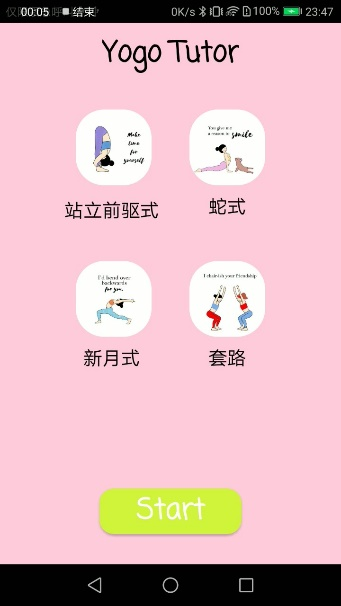 00:05 结束 0K/s 100% 23:47
Yogo Tutor
Make
time
for
yourself
You give me
a reason to smile
站立前驱式
蛇式
I'd bend over
backwards
for you.
I chair(ish your friendship
新月式
套路
Start